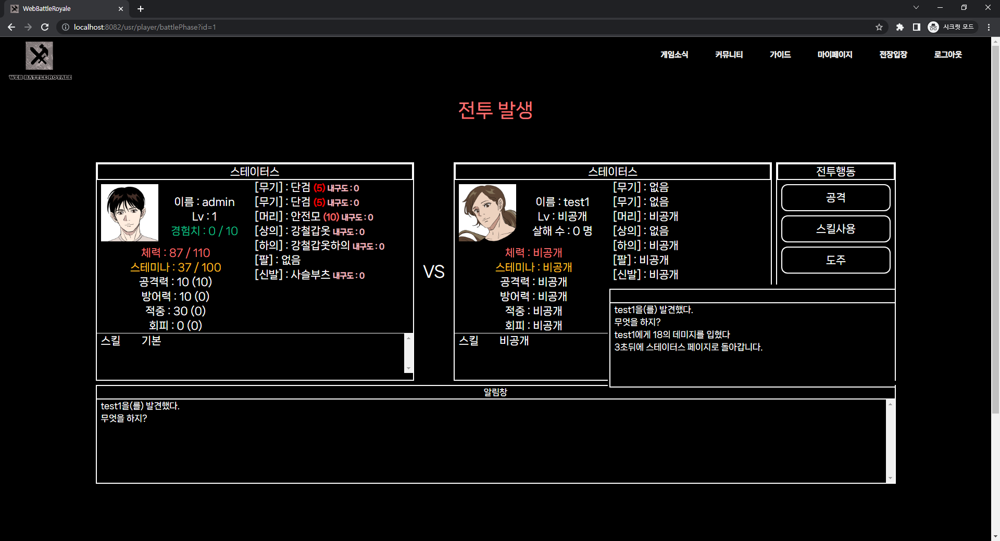 WebBattleRoyale
localhost:8082/usr/player/battlePhase?id=1
시크릿 모드
WEB BATTLE ROYALE
게임소식
커뮤니티
가이드
마이페이지
전장입장
로그아웃
전투 발생
스테이터스
이름 : admin
Lv : 1
경험치 : 0 / 10
체력 : 87 / 110
스테미나 : 37 / 100
공격력 : 10 (10)
방어력 : 10 (0)
적중 : 30 (0)
회피 : 0 (0)
[무기] : 단검 (5) 내구도 : 0
[무기] : 단검 (5) 내구도 : 0
[머리] : 안전모 (10) 내구도 : 0
[상의] : 강철갑옷 내구도 : 0
[하의] : 강철갑옷하의 내구도 : 0
[팔] : 없음
[신발] : 사슬부츠 내구도 : 0
스킬 기본
VS
스테이터스
이름 : test1
Lv : 비공개
살해 수 : 0 명
체력 : 비공개
스테미나 : 비공개
공격력 : 비공개
방어력 : 비공개
적중 : 비공개
회피 : 비공개
[무기] : 없음
[무기] : 없음
[머리] : 비공개
[상의] : 없음
[하의] : 비공개
[팔] : 비공개
[신발] : 비공개
스킬 비공개
전투행동
공격
스킬사용
도주
test1을(를) 발견했다.
무엇을 하지?
test1에게 18의 데미지를 입혔다
3초뒤에 스테이터스 페이지로 돌아갑니다.
알림창
test1을(를) 발견했다.
무엇을 하지?